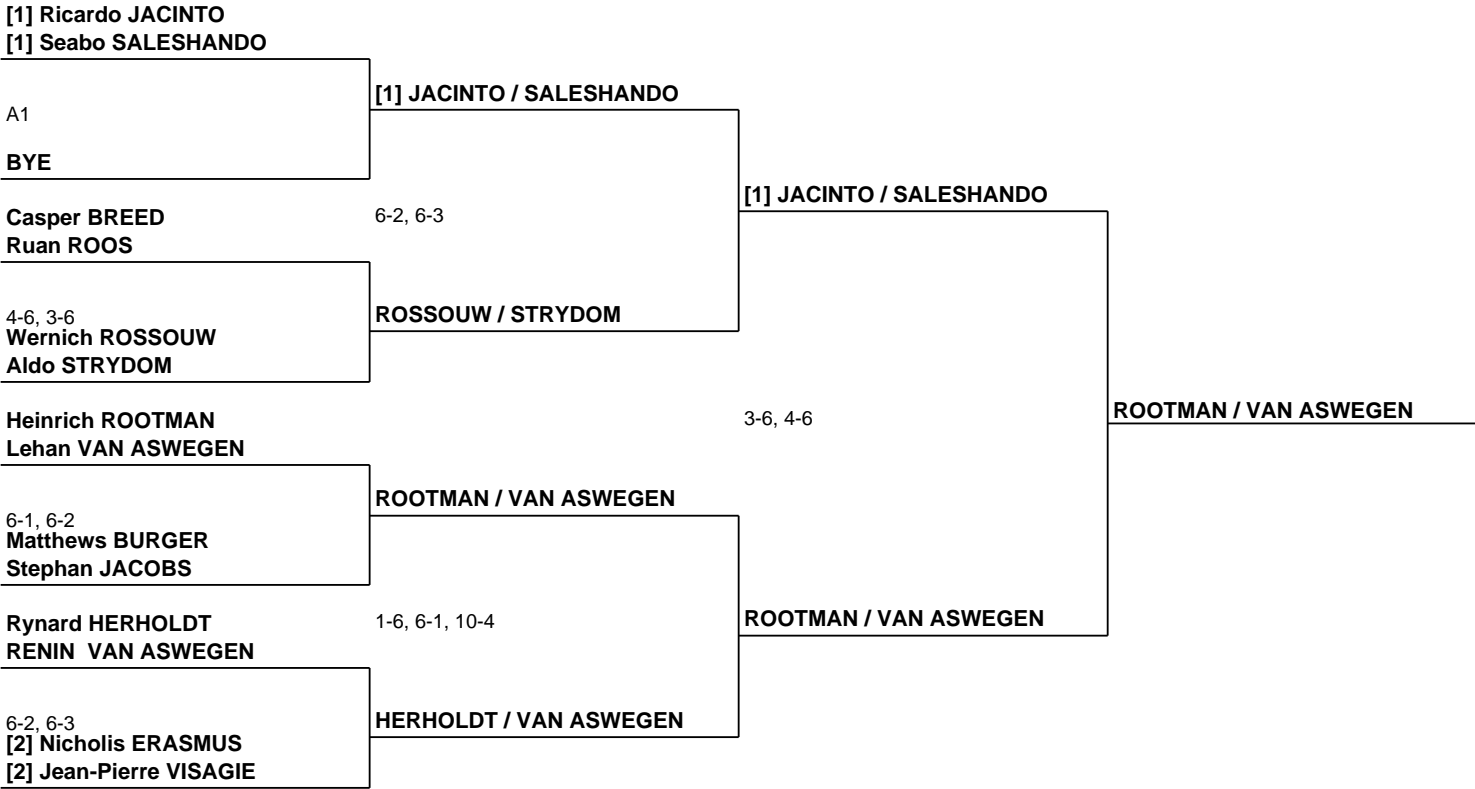 [1] Ricardo JACINTO
[1] Seabo SALESHANDO
[1] JACINTO / SALESHANDO
A1
BYE
[1] JACINTO / SALESHANDO
Casper BREED
6-2, 6-3
Ruan ROOS
4-6, 3-6
ROSSOUW / STRYDOM
Wernich ROSSOUW
Aldo STRYDOM
Heinrich ROOTMAN
3-6, 4-6
ROOTMAN / VAN ASWEGEN
Lehan VAN ASWEGEN
ROOTMAN / VAN ASWEGEN
6-1, 6-2
Matthews BURGER
Stephan JACOBS
Rynard HERHOLDT
1-6, 6-1, 10-4
ROOTMAN / VAN ASWEGEN
RENIN  VAN ASWEGEN
6-2, 6-3
HERHOLDT / VAN ASWEGEN
[2] Nicholis ERASMUS
[2] Jean-Pierre VISAGIE